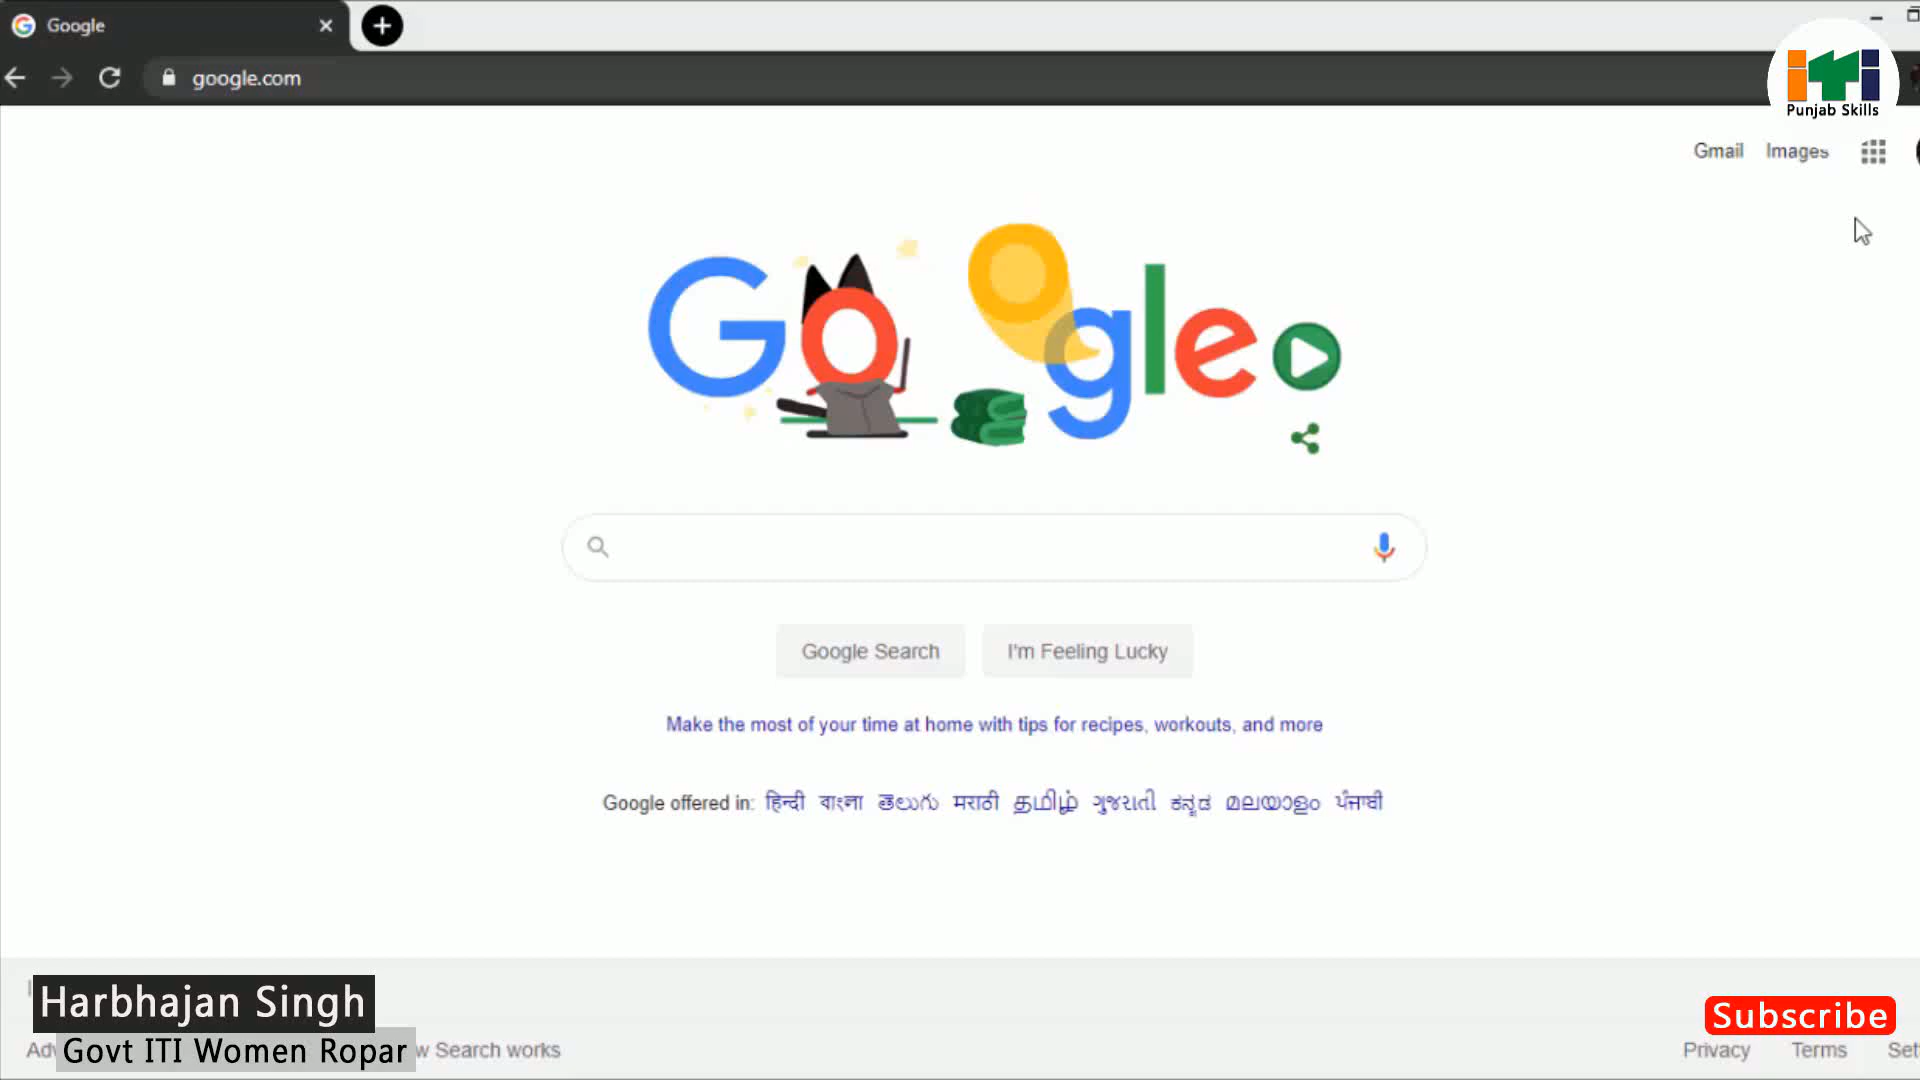 Google
google.com
iTi
Punjab Skills
Gmail Images
Google
Google Search
I'm Feeling Lucky
Make the most of your time at home with tips for recipes, workouts, and more
Google offered in: हिन्दी বাংলা తెలుగు मराठी தமிழ் ગુજરાતી ಕನ್ನಡ മലയാളം ਪੰਜਾਬੀ
Harbhajan Singh
Govt ITI Women Ropar
Search works
Subscribe
Privacy Terms